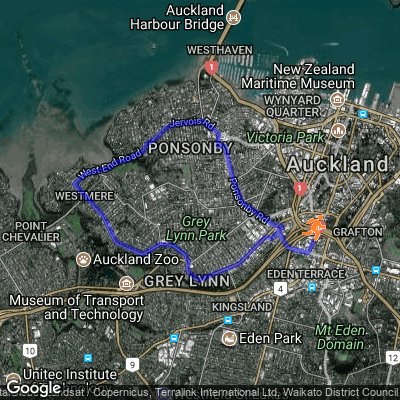 Auckland
Harbour Bridge
WESTHAVEN
1
New Zealand
Maritime Museum
WYNYARD
QUARTER
Jervois Rd
Victoria Park
PONSONBY
Auckland
West End Road
1
WESTMERE
Ponsonby Rd
Grey
Lynn Park
POINT
CHEVALIER
GRAFTON
Auckland Zoo
EDEN TERRACE
GREY LYNN
Museum of Transport
and Technology
4
KINGSLAND
Mt Eden
Domain
Eden Park
10
12
Unitec Institute
Google
/ Copernicus, Terralink International Ltd, Waikato District Council